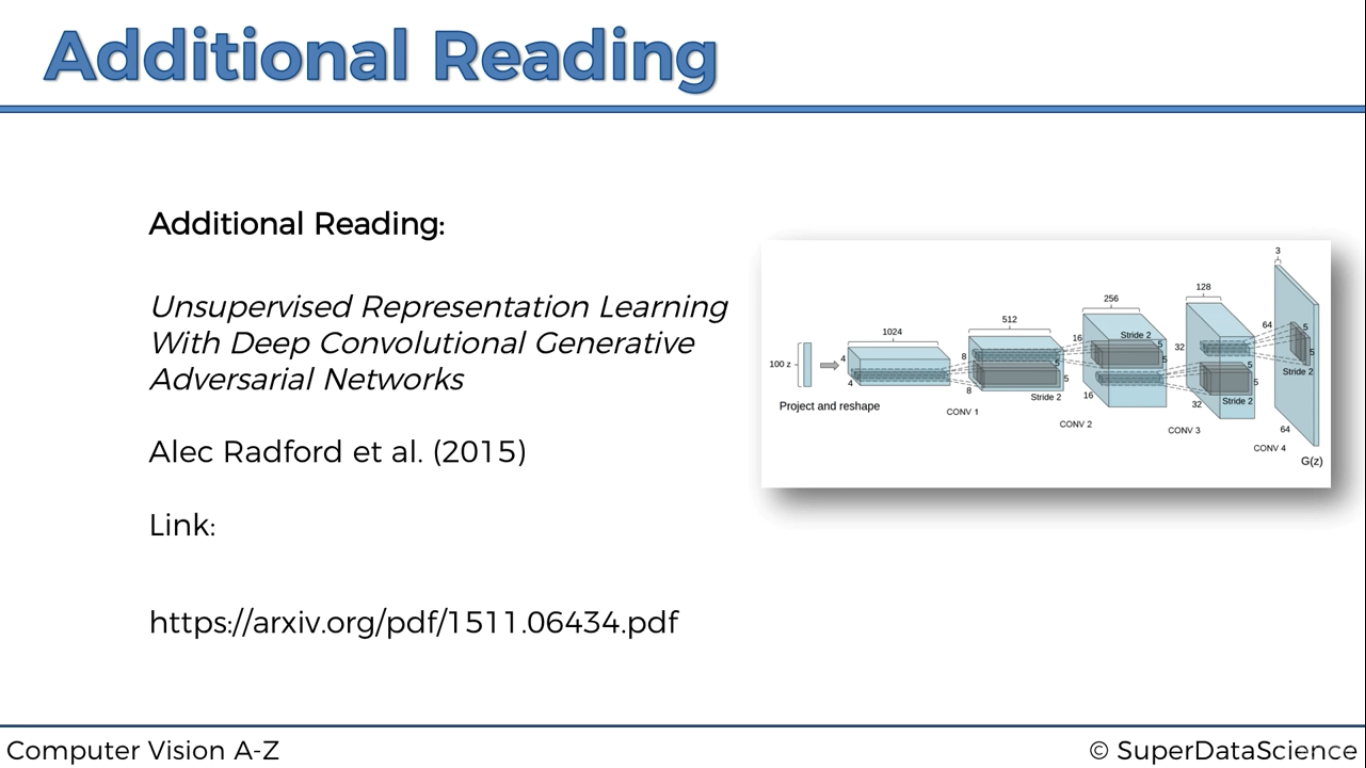 Additional Reading
Additional Reading:
Unsupervised Representation Learning
With Deep Convolutional Generative
Adversarial Networks
Alec Radford et al. (2015)
Link:
https://arxiv.org/pdf/1511.06434.pdf
100 z
Project and reshape
1024
4
4
512
8
8
5
5
Stride 2
CONV 1
256
16
16
Stride 2
5
5
CONV 2
128
32
32
5
5
Stride 2
CONV 3
3
64
64
5
5
Stride 2
CONV 4
G(z)
Computer Vision A-Z
© SuperDataScience